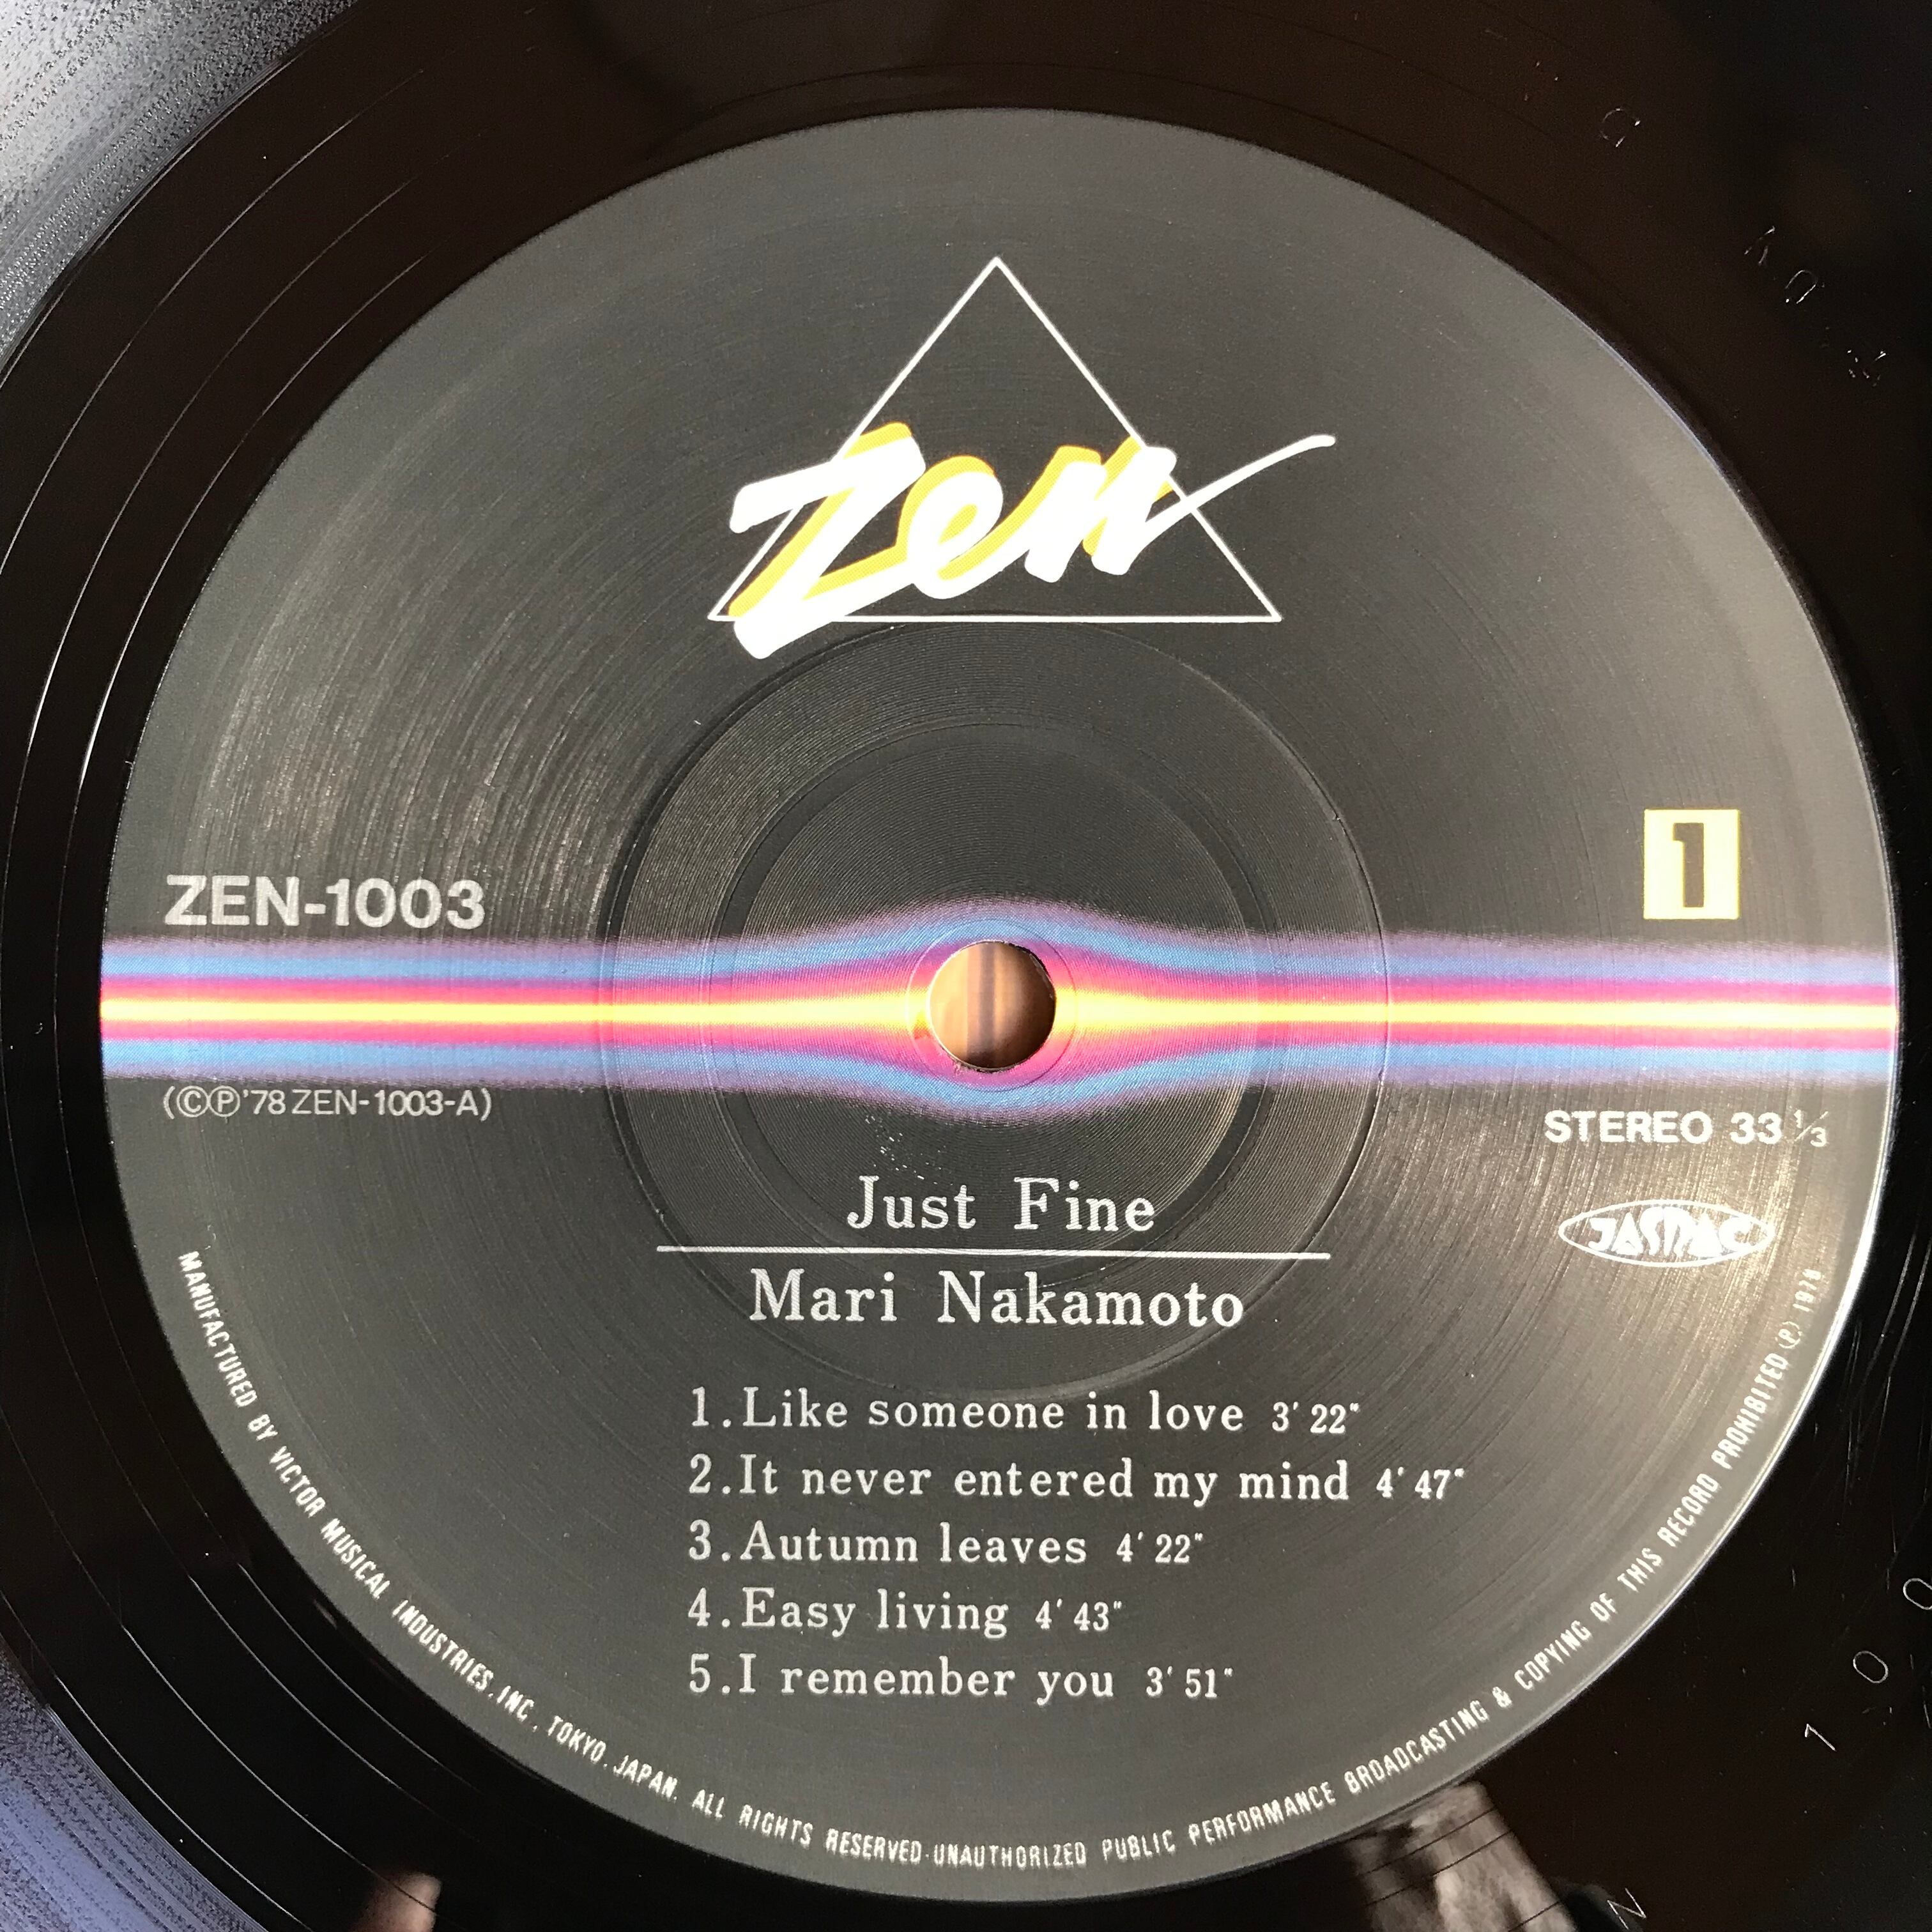 Zen
1
ZEN-1003
(©℗'78 ZEN-1003-A)
STEREO 33 1/3
JASRAC
Just Fine
Mari Nakamoto
1.Like someone in love 3'22"
2.It never entered my mind 4'47"
3.Autumn leaves 4'22"
4.Easy living 4'43"
5.I remember you 3'51"
MANUFACTURED BY VICTOR MUSICAL INDUSTRIES, INC., TOKYO, JAPAN. ALL RIGHTS RESERVED·UNAUTHORIZED PUBLIC PERFORMANCE BROADCASTING & COPYING OF THIS RECORD PROHIBITED ℗ 1978